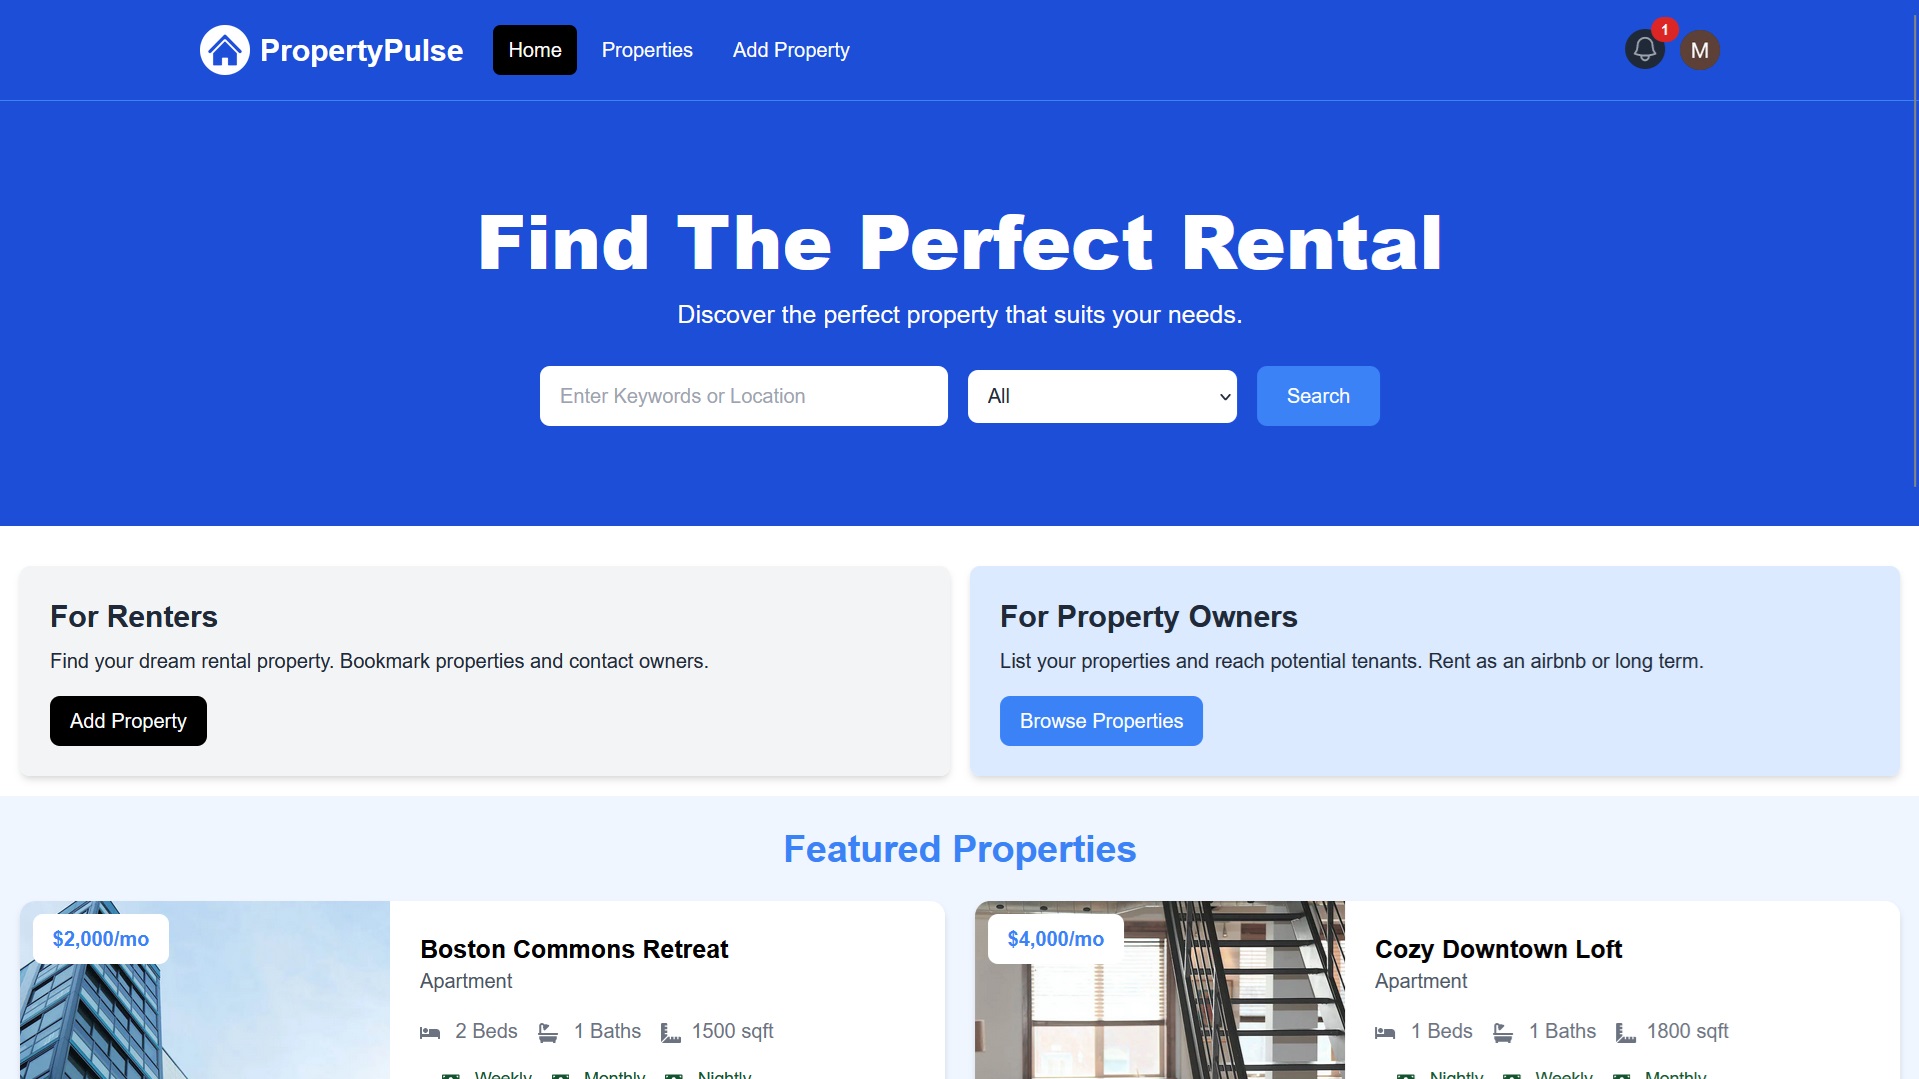 PropertyPulse
Home
Properties
Add Property
1
M
Find The Perfect Rental
Discover the perfect property that suits your needs.
Enter Keywords or Location
All
Search
For Renters
Find your dream rental property. Bookmark properties and contact owners.
Add Property
For Property Owners
List your properties and reach potential tenants. Rent as an airbnb or long term.
Browse Properties
Featured Properties
$2,000/mo
Boston Commons Retreat
Apartment
2 Beds 1 Baths 1500 sqft
Weekly Monthly Nightly
$4,000/mo
Cozy Downtown Loft
Apartment
1 Beds 1 Baths 1800 sqft
Nightly Weekly Monthly